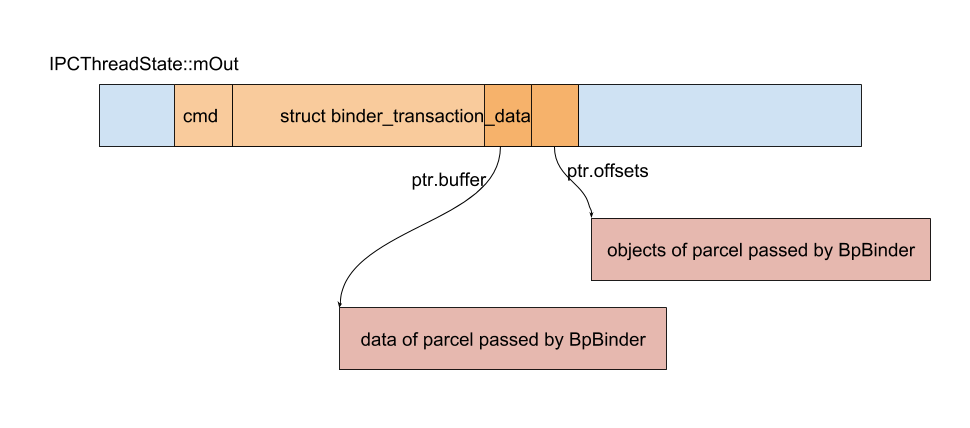 IPCThreadState::mOut
cmd
struct binder_transaction_data
ptr.buffer
ptr.offsets
objects of parcel passed by BpBinder
data of parcel passed by BpBinder